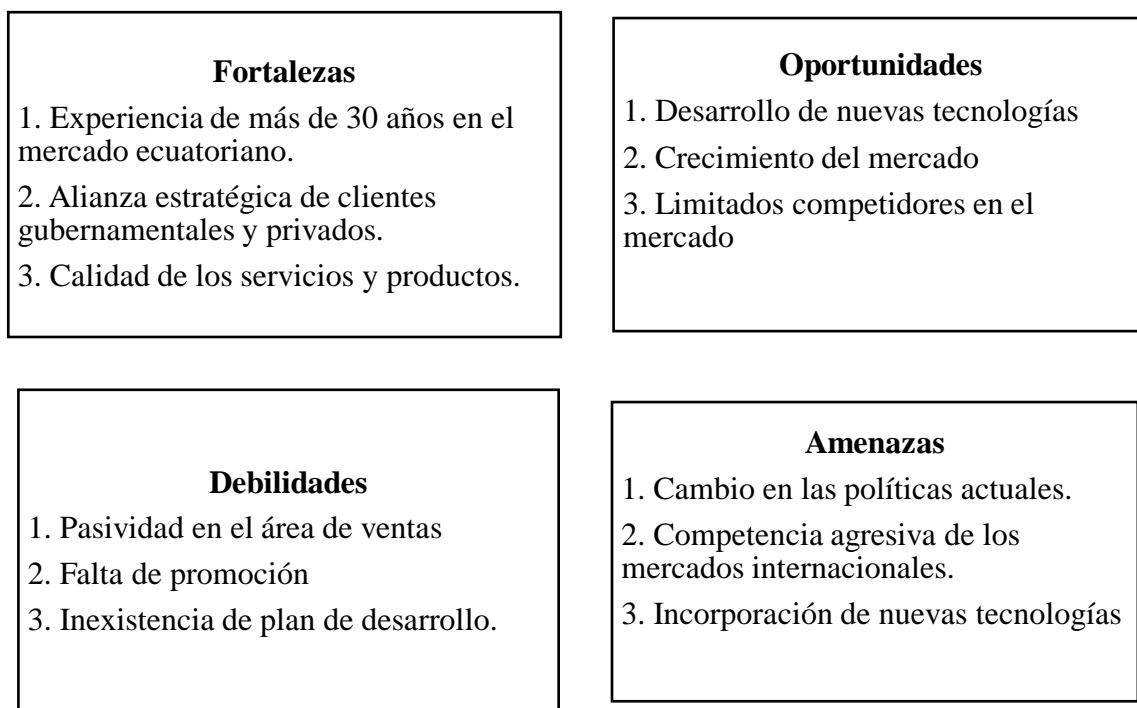 Fortalezas
1. Experiencia de más de 30 años en el
mercado ecuatoriano.
2. Alianza estratégica de clientes
gubernamentales y privados.
3. Calidad de los servicios y productos.
Oportunidades
1. Desarrollo de nuevas tecnologías
2. Crecimiento del mercado
3. Limitados competidores en el
mercado
Debilidades
1. Pasividad en el área de ventas
2. Falta de promoción
3. Inexistencia de plan de desarrollo.
Amenazas
1. Cambio en las políticas actuales.
2. Competencia agresiva de los
mercados internacionales.
3. Incorporación de nuevas tecnologías